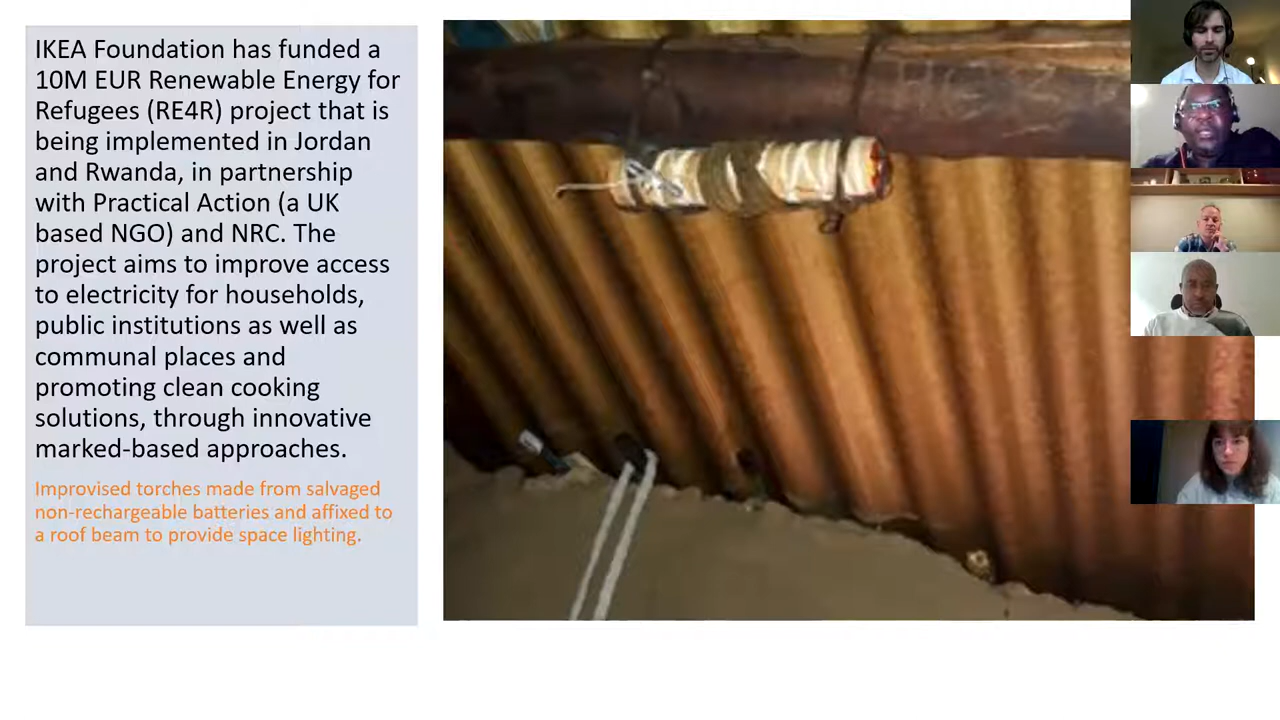 IKEA Foundation has funded a
10M EUR Renewable Energy for
Refugees (RE4R) project that is
being implemented in Jordan
and Rwanda, in partnership
with Practical Action (a UK
based NGO) and NRC. The
project aims to improve access
to electricity for households,
public institutions as well as
communal places and
promoting clean cooking
solutions, through innovative
marked-based approaches.
Improvised torches made from salvaged
non-rechargeable batteries and affixed to
a roof beam to provide space lighting.